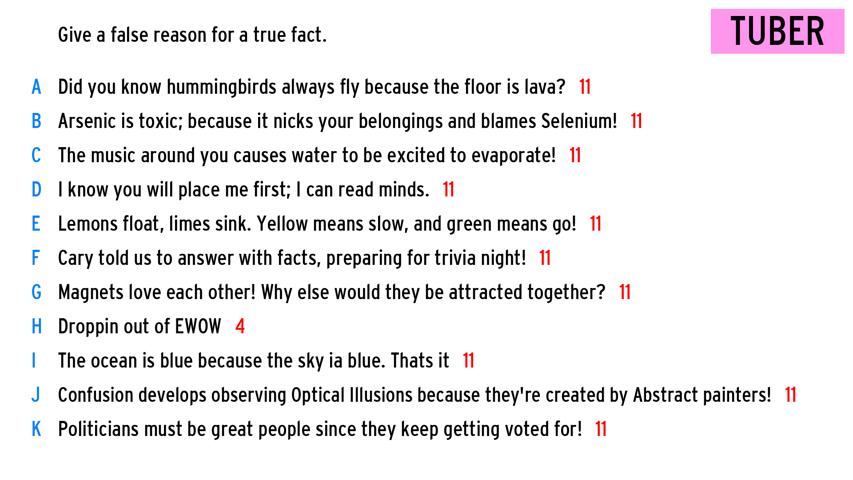 Give a false reason for a true fact.
TUBER
A Did you know hummingbirds always fly because the floor is lava? 11
B Arsenic is toxic; because it nicks your belongings and blames Selenium! 11
C The music around you causes water to be excited to evaporate! 11
D I know you will place me first; I can read minds. 11
E Lemons float, limes sink. Yellow means slow, and green means go! 11
F Cary told us to answer with facts, preparing for trivia night! 11
G Magnets love each other! Why else would they be attracted together? 11
H Droppin out of EWOW 4
I The ocean is blue because the sky ia blue. Thats it 11
J Confusion develops observing Optical Illusions because they're created by Abstract painters! 11
K Politicians must be great people since they keep getting voted for! 11